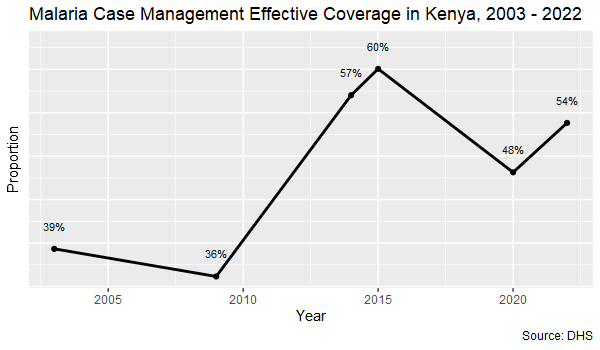 Malaria Case Management Effective Coverage in Kenya, 2003 - 2022
60%
57%
54%
48%
39%
36%
Proportion
2005 2010 2015 2020
Year
Source: DHS